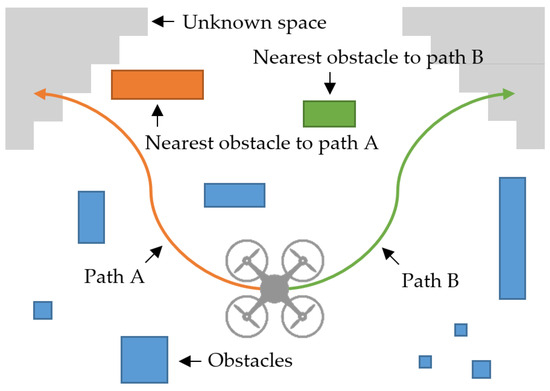 Unknown space
Nearest obstacle to path B
Nearest obstacle to path A
Path A
Path B
Obstacles